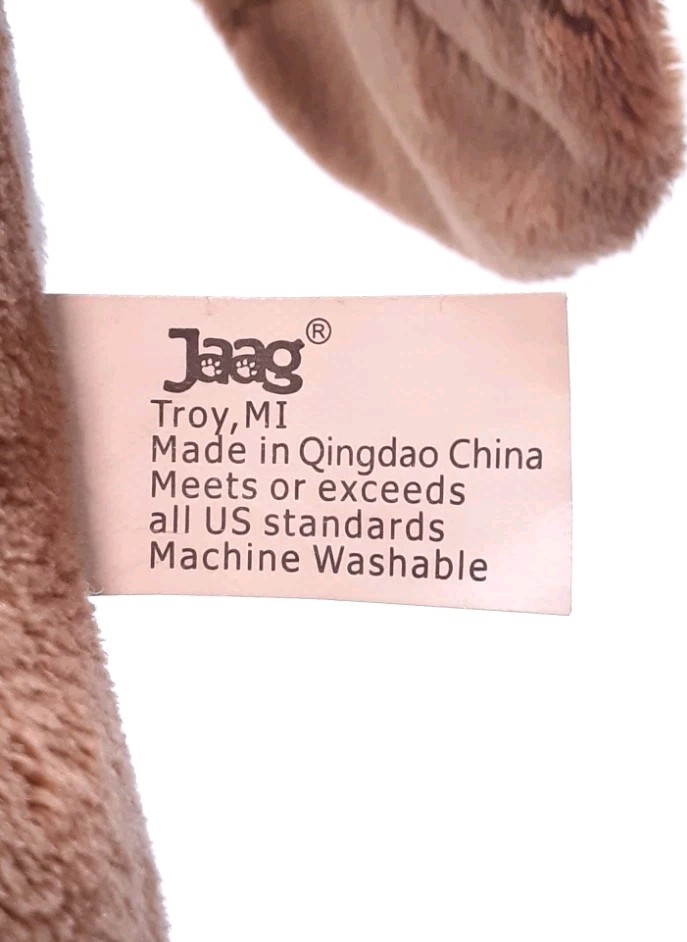 Jaag®
Troy,MI
Made in Qingdao China
Meets or exceeds
all US standards
Machine Washable